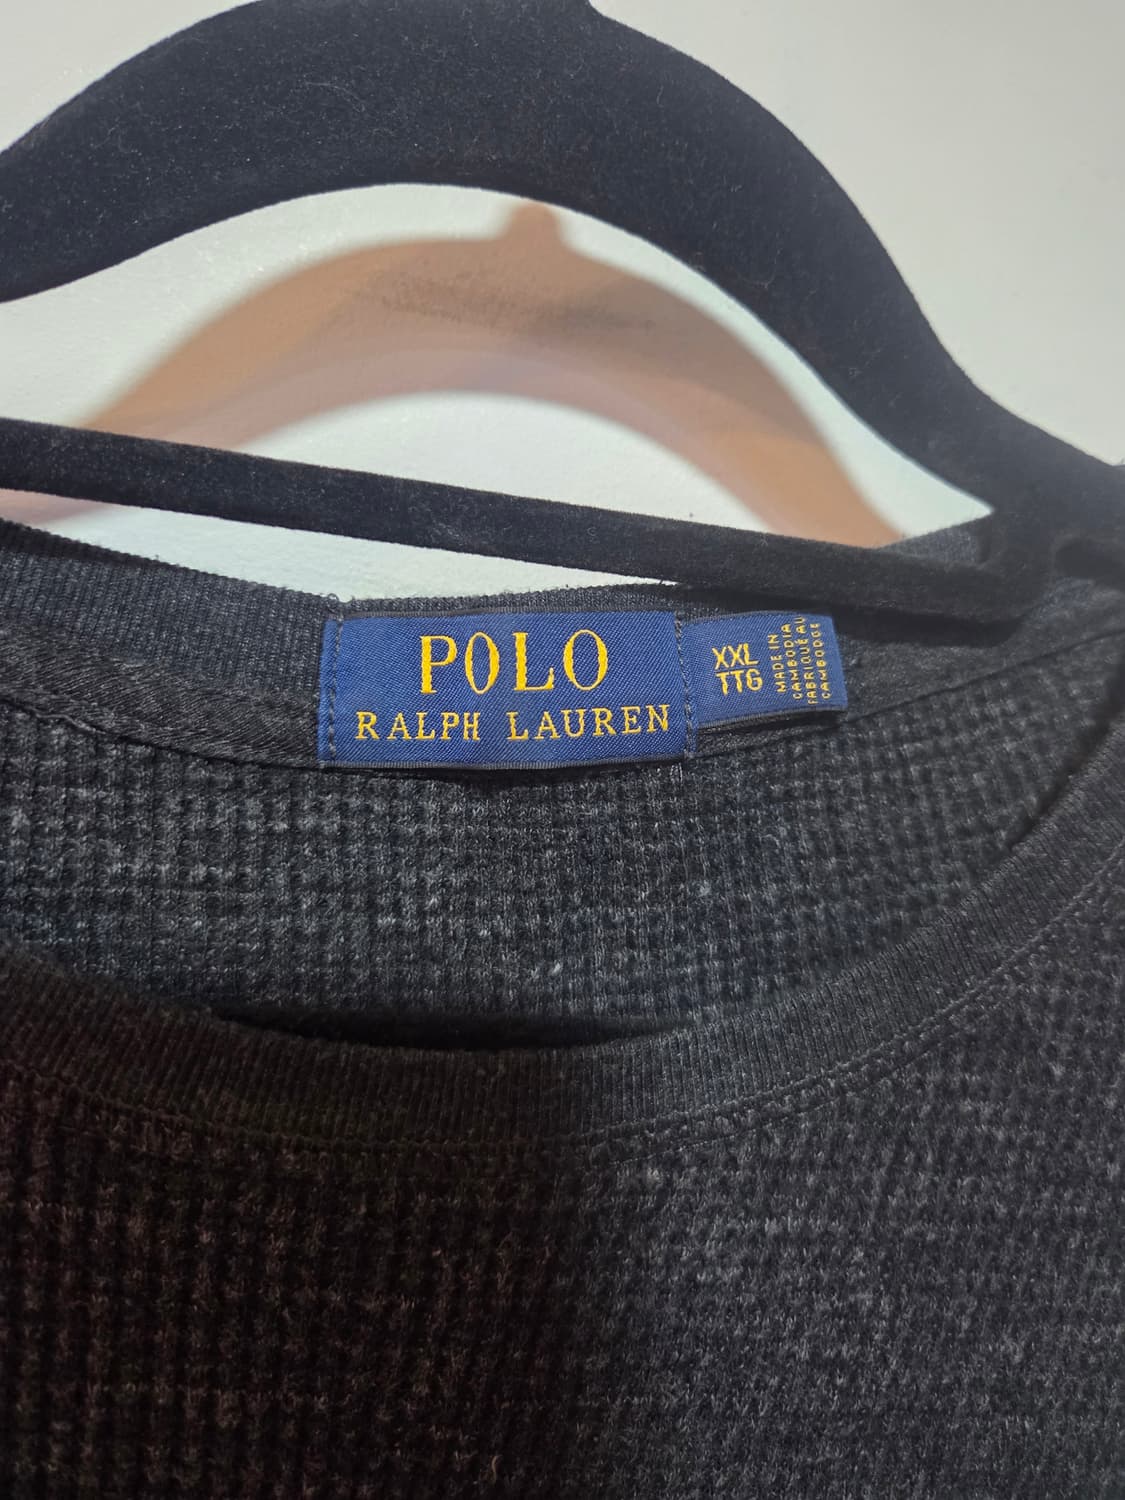 POLO
RALPH LAUREN
XXL
TTG
MADE IN
CAMBODIA
FABRIQUÉ AU
CAMBODGE